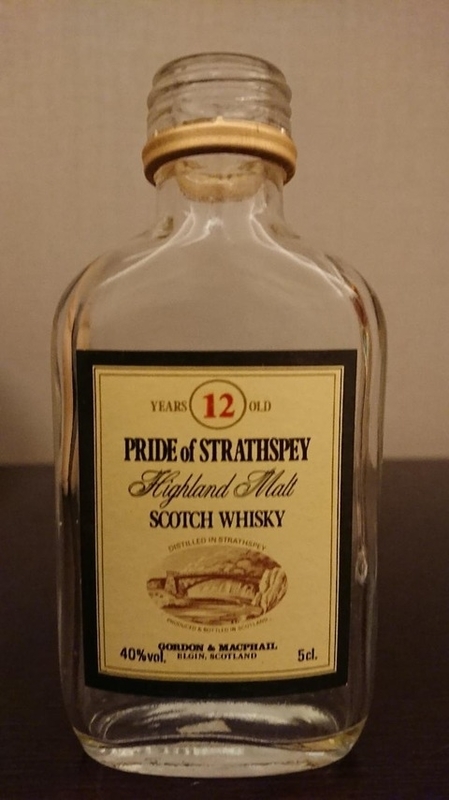 YEARS 12 OLD
PRIDE of STRATHSPEY
Highland Malt
SCOTCH WHISKY
DISTILLED IN STRATHSPEY
PRODUCED & BOTTLED IN SCOTLAND
GORDON & MACPHAIL
40%vol. ELGIN, SCOTLAND 5cl.